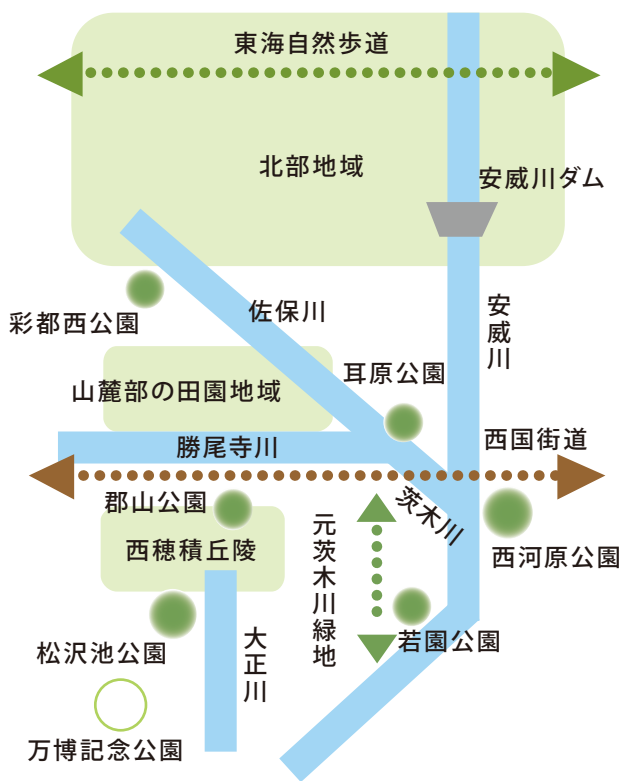 東海自然歩道
北部地域
安威川ダム
彩都西公園
佐保川
安威川
山麓部の田園地域
耳原公園
勝尾寺川
西国街道
郡山公園
茨木川
西穂積丘陵
元茨木川緑地
西河原公園
松沢池公園
大正川
若園公園
万博記念公園